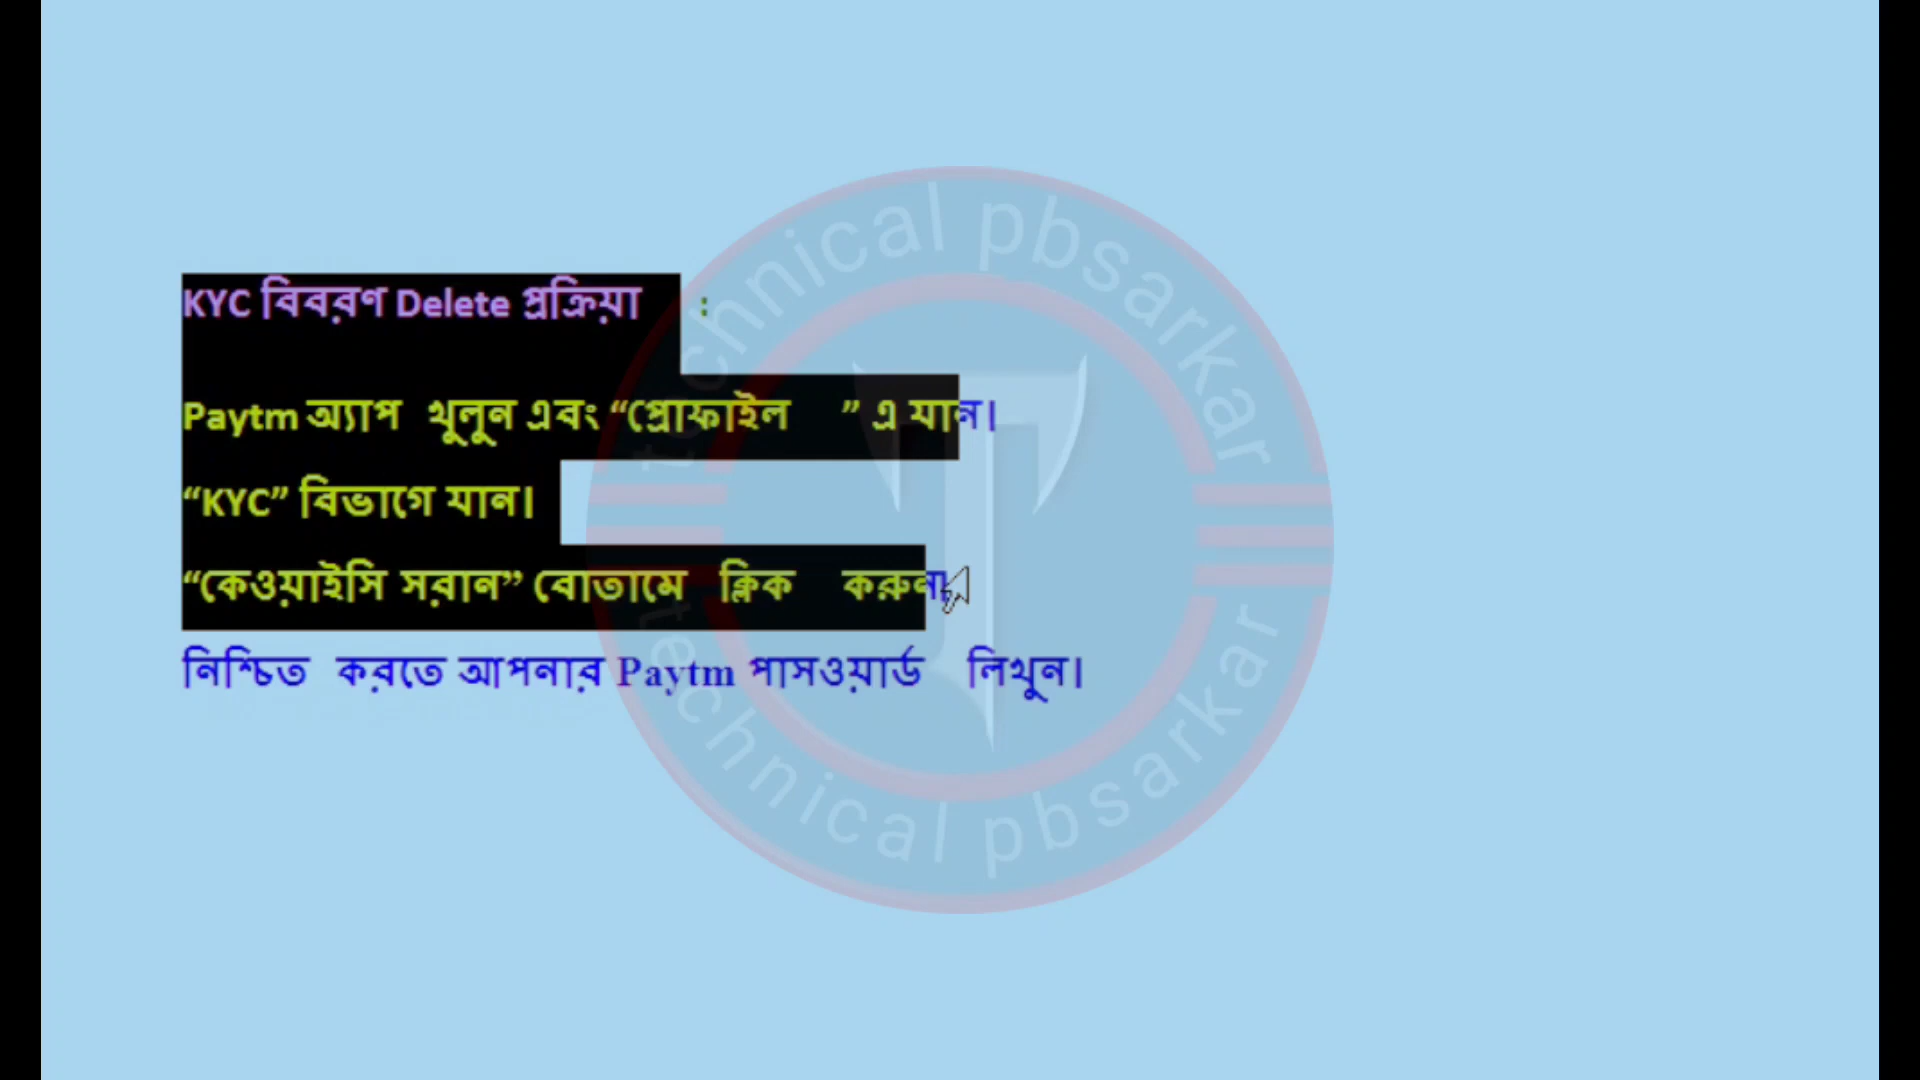 KYC বিবরণ Delete প্রক্রিয়া :
Paytm অ্যাপ খুলুন এবং “প্রোফাইল ” এ যান।
“KYC” বিভাগে যান।
“কেওয়াইসি সরান” বোতামে ক্লিক করুন।
নিশ্চিত করতে আপনার Paytm পাসওয়ার্ড লিখুন।
technical pbsarkar
technical pbsarkar